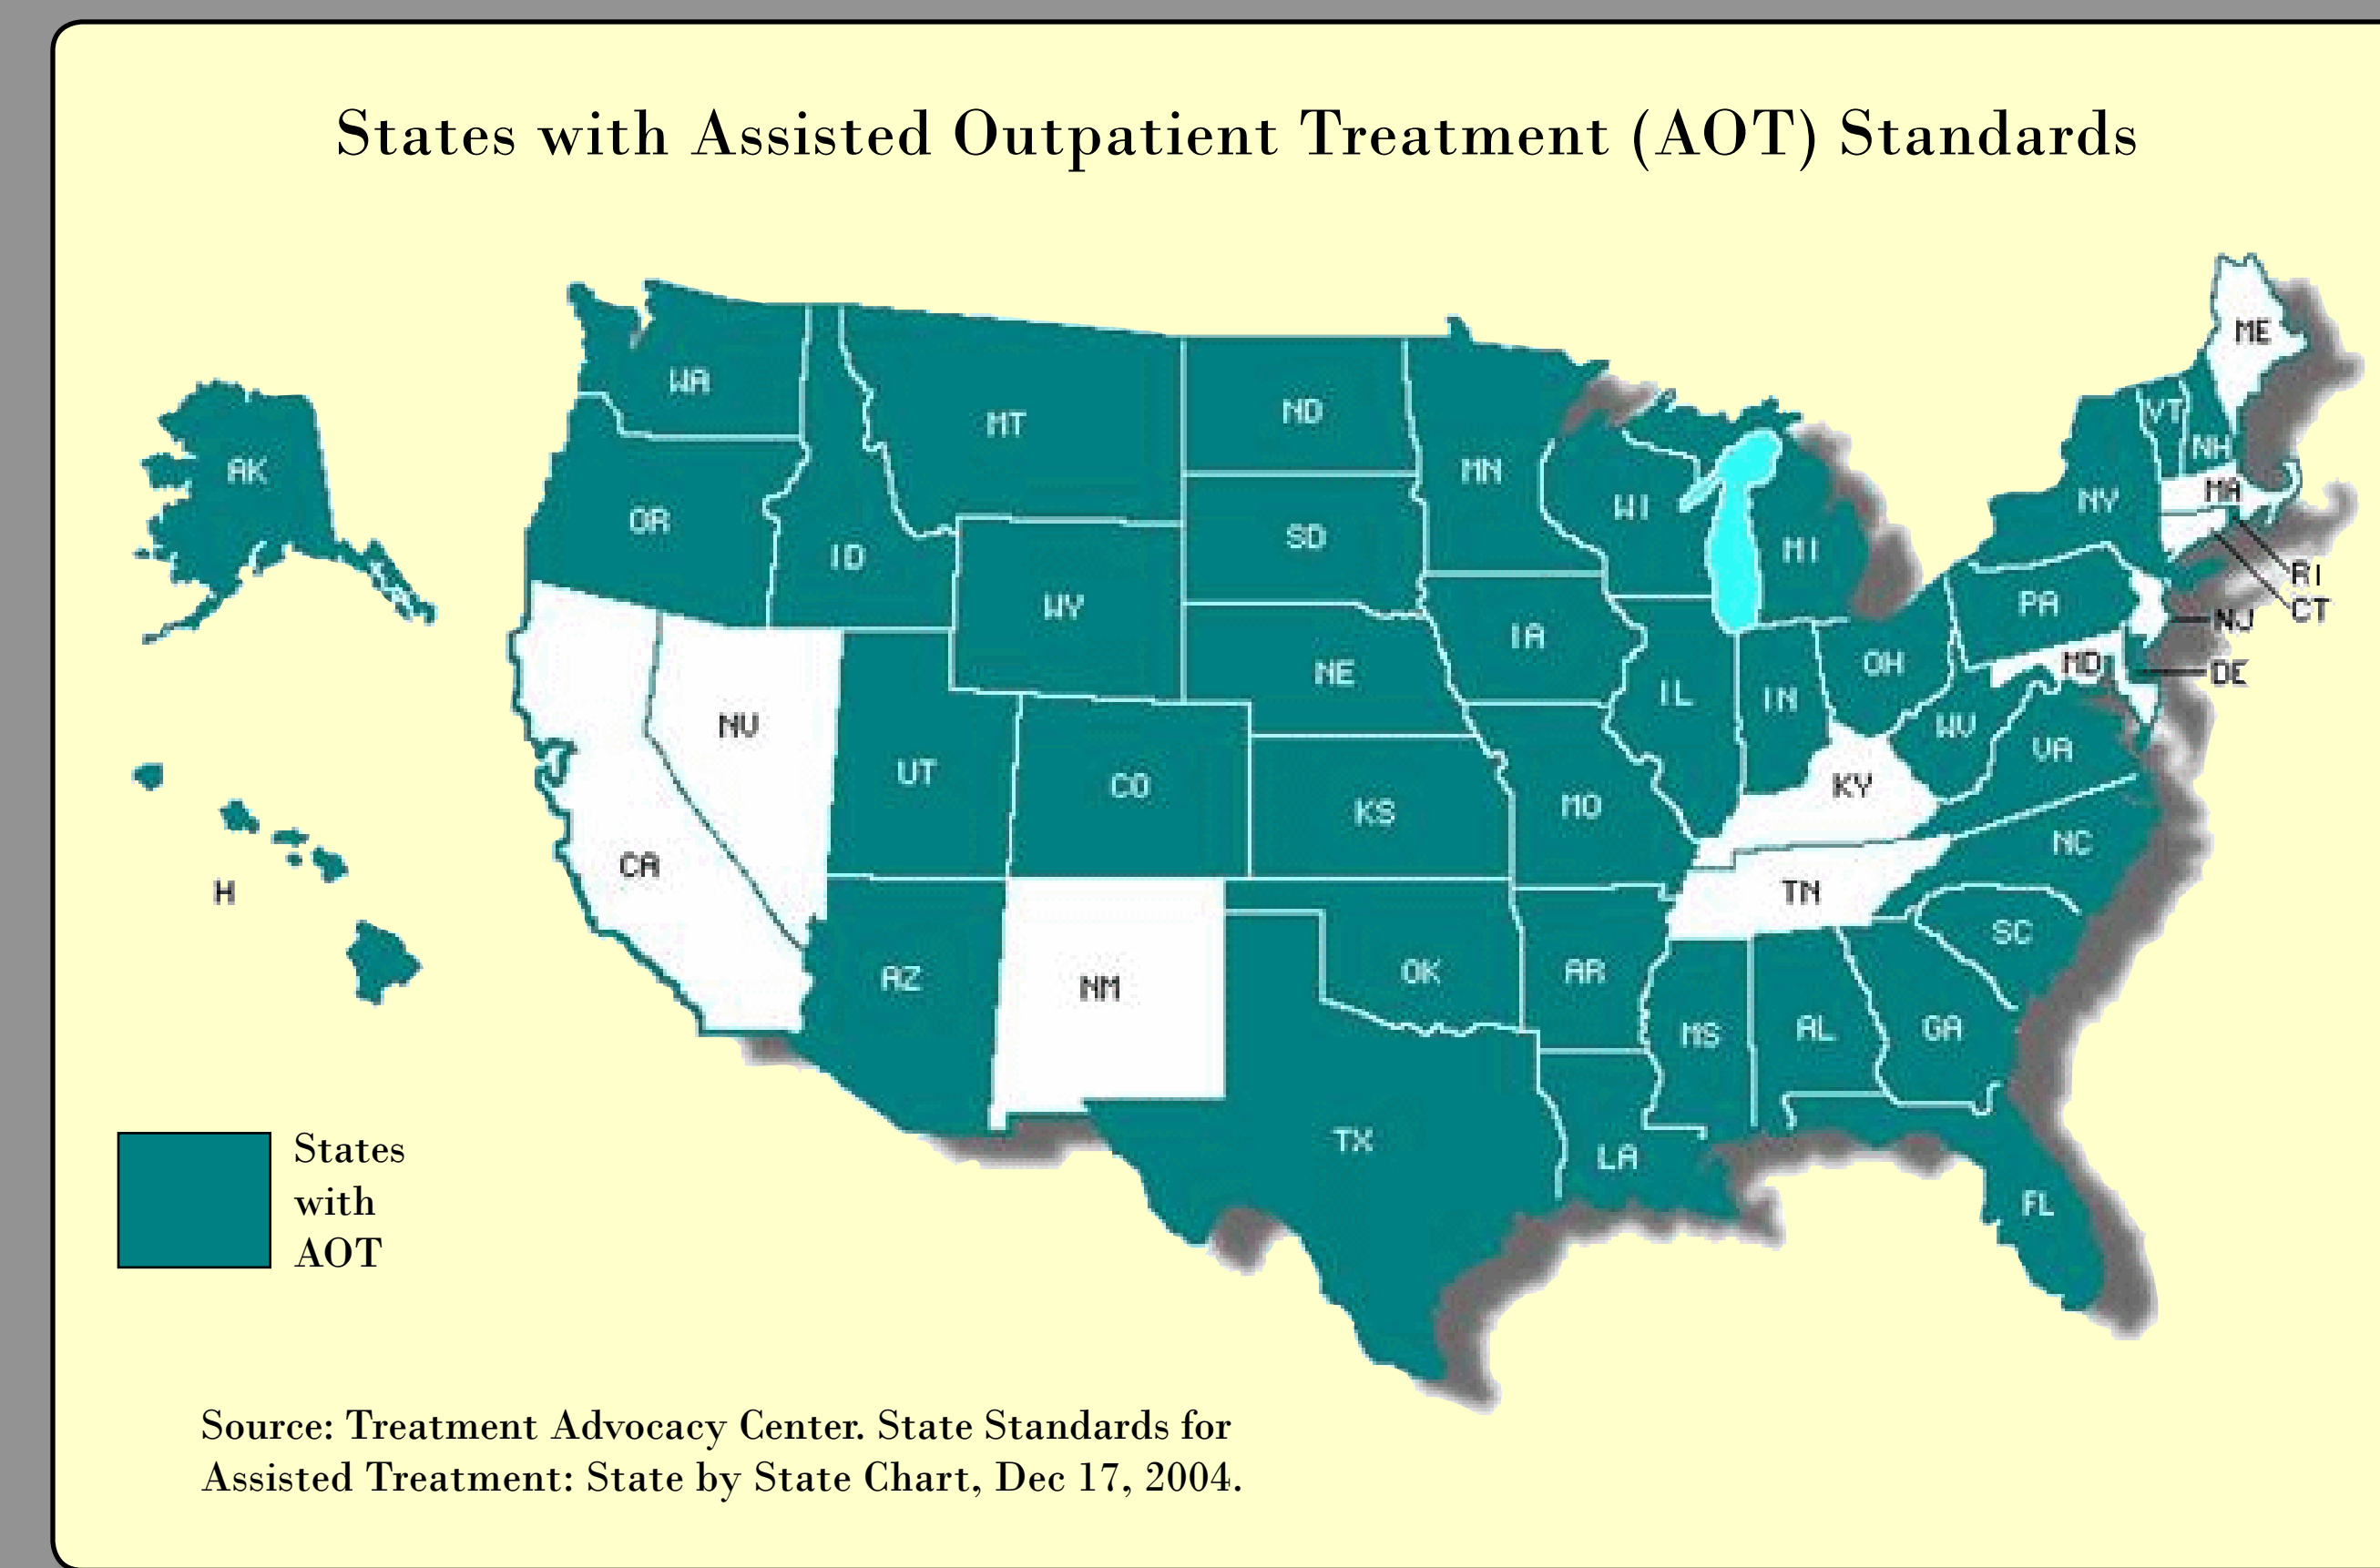 States with Assisted Outpatient Treatment (AOT) Standards
ME
WA
MT
ND
VT
AK
MN
NH
MA
OR
WI
NY
SD
MI
ID
RI
WY
PA
CT
IA
NJ
NE
OH
MD
DE
IL
IN
NV
WV
VA
UT
CO
KY
KS
MO
NC
CA
H
TN
SC
AZ
NM
OK
AR
MS
AL
GA
TX
LA
FL
States
with
AOT
Source: Treatment Advocacy Center. State Standards for
Assisted Treatment: State by State Chart, Dec 17, 2004.